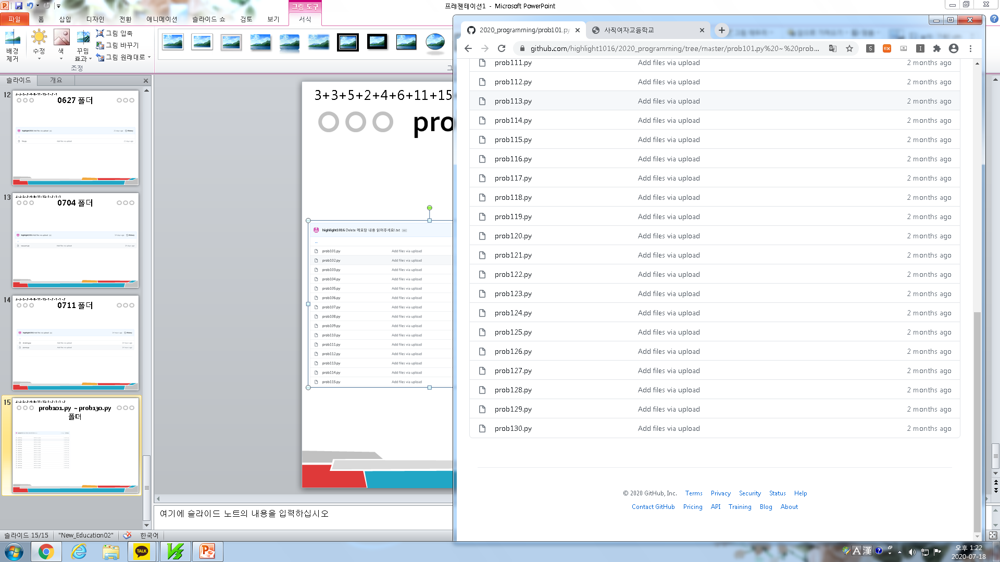 프레젠테이션1 - Microsoft PowerPoint
그림 도구
파일 홈 삽입 디자인 전환 애니메이션 슬라이드 쇼 검토 보기 서식
배경 제거
수정
색
꾸밈 효과
그림 압축
그림 바꾸기
그림 원래대로
조정
슬라이드 개요
12
0627 폴더
13
0704 폴더
14
0711 폴더
15
prob101.py ~ prob130.py
폴더
3+3+5+2+4+6+11+15
pro
highlight1016 Delete 메모장 내용 읽어주세요!.txt
..
prob101.py Add files via upload
prob102.py Add files via upload
prob103.py Add files via upload
prob104.py Add files via upload
prob105.py Add files via upload
prob106.py Add files via upload
prob107.py Add files via upload
prob108.py Add files via upload
prob109.py Add files via upload
prob110.py Add files via upload
prob111.py Add files via upload
prob112.py Add files via upload
prob113.py Add files via upload
prob114.py Add files via upload
prob115.py Add files via upload
여기에 슬라이드 노트의 내용을 입력하십시오
슬라이드 15/15 "New_Education02" 한국어
2020_programming/prob101.py
사직여자고등학교
github.com/highlight1016/2020_programming/tree/master/prob101.py%20~%20prob...
prob111.py Add files via upload 2 months ago
prob112.py Add files via upload 2 months ago
prob113.py Add files via upload 2 months ago
prob114.py Add files via upload 2 months ago
prob115.py Add files via upload 2 months ago
prob116.py Add files via upload 2 months ago
prob117.py Add files via upload 2 months ago
prob118.py Add files via upload 2 months ago
prob119.py Add files via upload 2 months ago
prob120.py Add files via upload 2 months ago
prob121.py Add files via upload 2 months ago
prob122.py Add files via upload 2 months ago
prob123.py Add files via upload 2 months ago
prob124.py Add files via upload 2 months ago
prob125.py Add files via upload 2 months ago
prob126.py Add files via upload 2 months ago
prob127.py Add files via upload 2 months ago
prob128.py Add files via upload 2 months ago
prob129.py Add files via upload 2 months ago
prob130.py Add files via upload 2 months ago
© 2020 GitHub, Inc. Terms Privacy Security Status Help
Contact GitHub Pricing API Training Blog About
TALK
A 漢
오후 1:22
2020-07-18